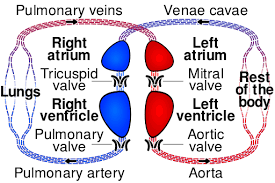 Pulmonary veins
Venae cavae
Right
atrium
Left
atrium
Tricuspid
valve
Mitral
valve
Lungs
Rest
of the
body
Right
ventricle
Left
ventricle
Pulmonary
valve
Aortic
valve
Pulmonary artery
Aorta